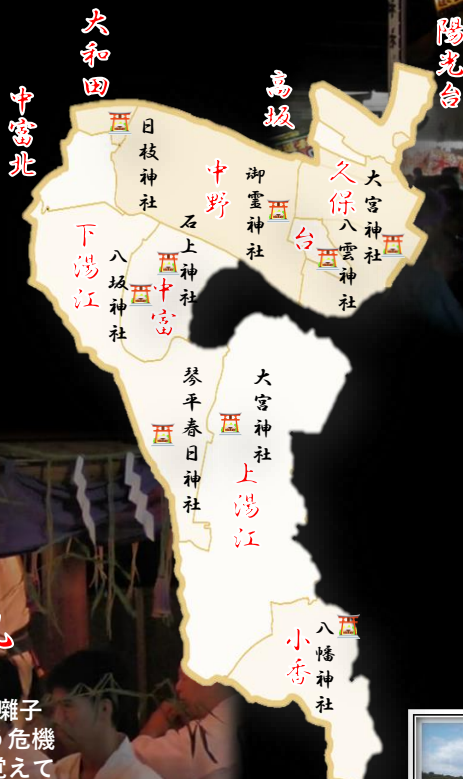 陽光台
大和田
高坂
中富北
日枝神社
中野
御霊神社
久保
大宮神社
八雲神社
台
下湯江
八坂神社
石上神社
中富
琴平春日神社
大宮神社
上湯江
小香
八幡神社
囃子
危機
覚えて